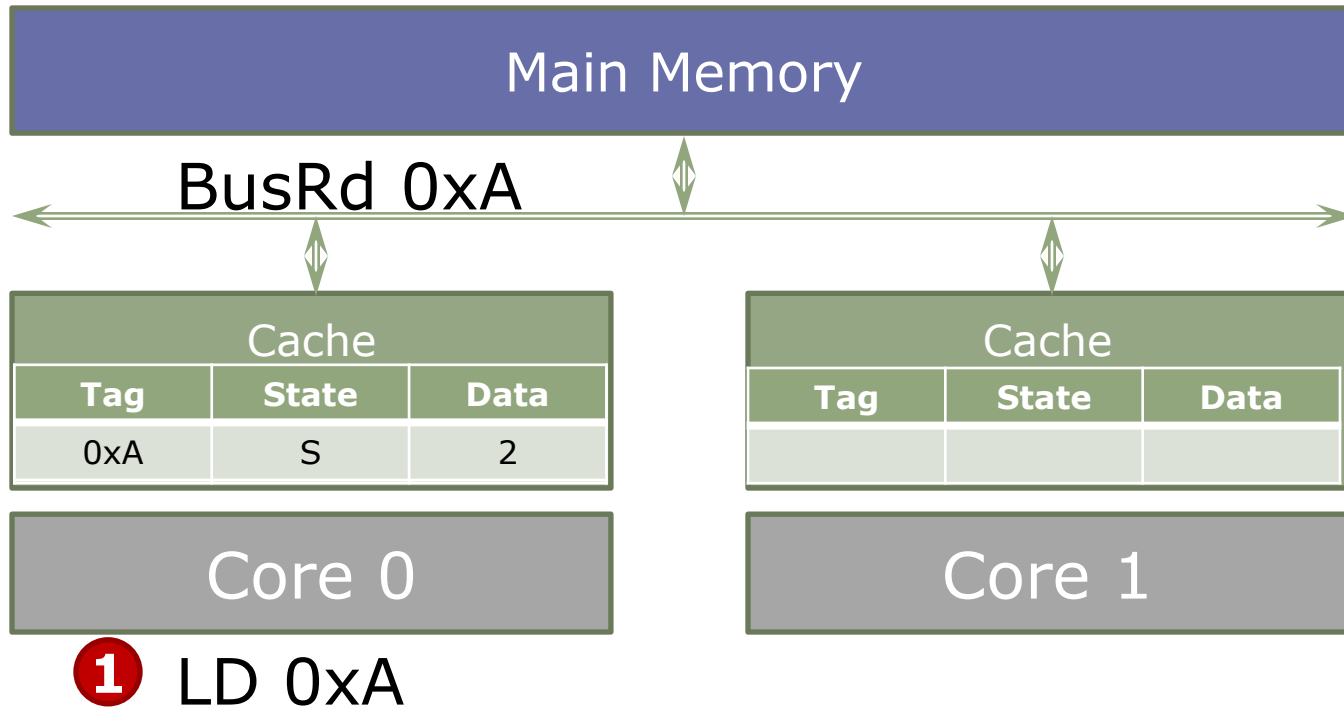 Main Memory
BusRd 0xA
Cache
Tag State Data
0xA S 2
Cache
Tag State Data
Core 0
Core 1
1 LD 0xA